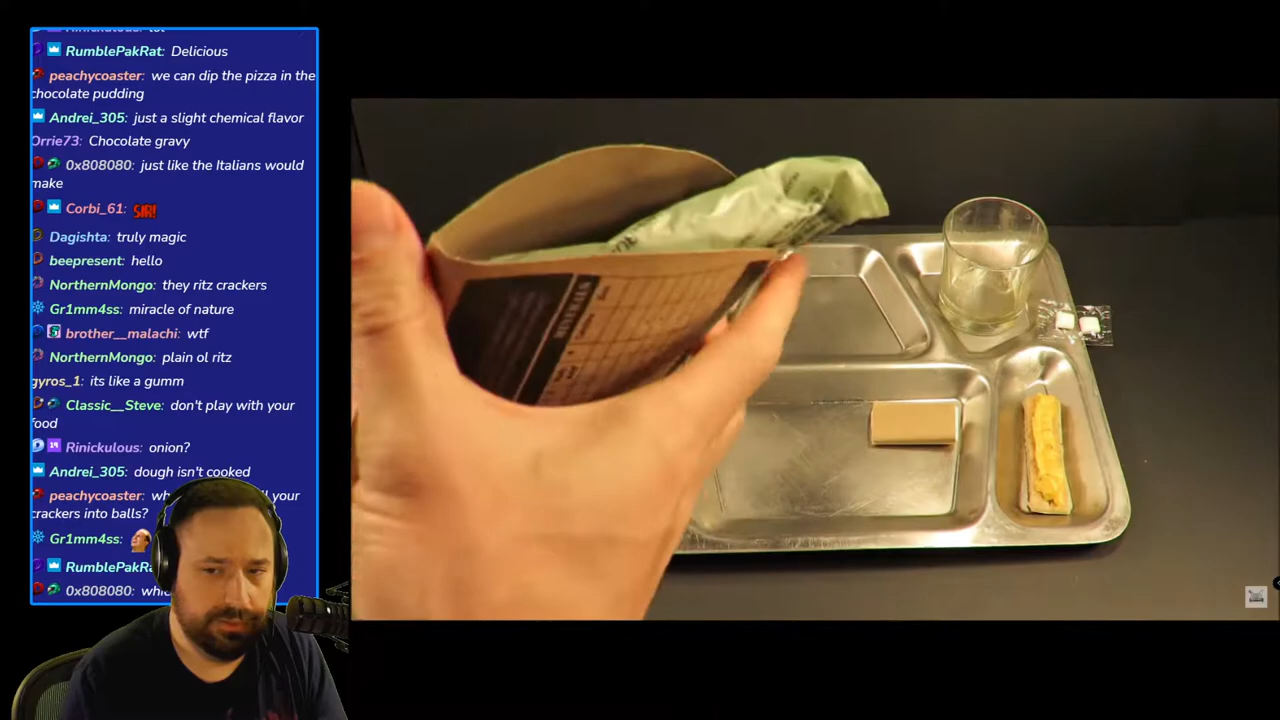 RumblePakRat: Delicious
peachycoaster: we can dip the pizza in the
chocolate pudding
Andrei_305: just a slight chemical flavor
Orrie73: Chocolate gravy
0x808080: just like the Italians would
make
Corbi_61: SIR!
Dagishta: truly magic
beepresent: hello
NorthernMongo: they ritz crackers
Gr1mm4ss: miracle of nature
brother__malachi: wtf
NorthernMongo: plain ol ritz
gyros_1: its like a gumm
Classic__Steve: don't play with your
food
19 Rinickulous: onion?
Andrei_305: dough isn't cooked
peachycoaster: your
crackers into balls?
Gr1mm4ss:
0x808080:
MINERALS